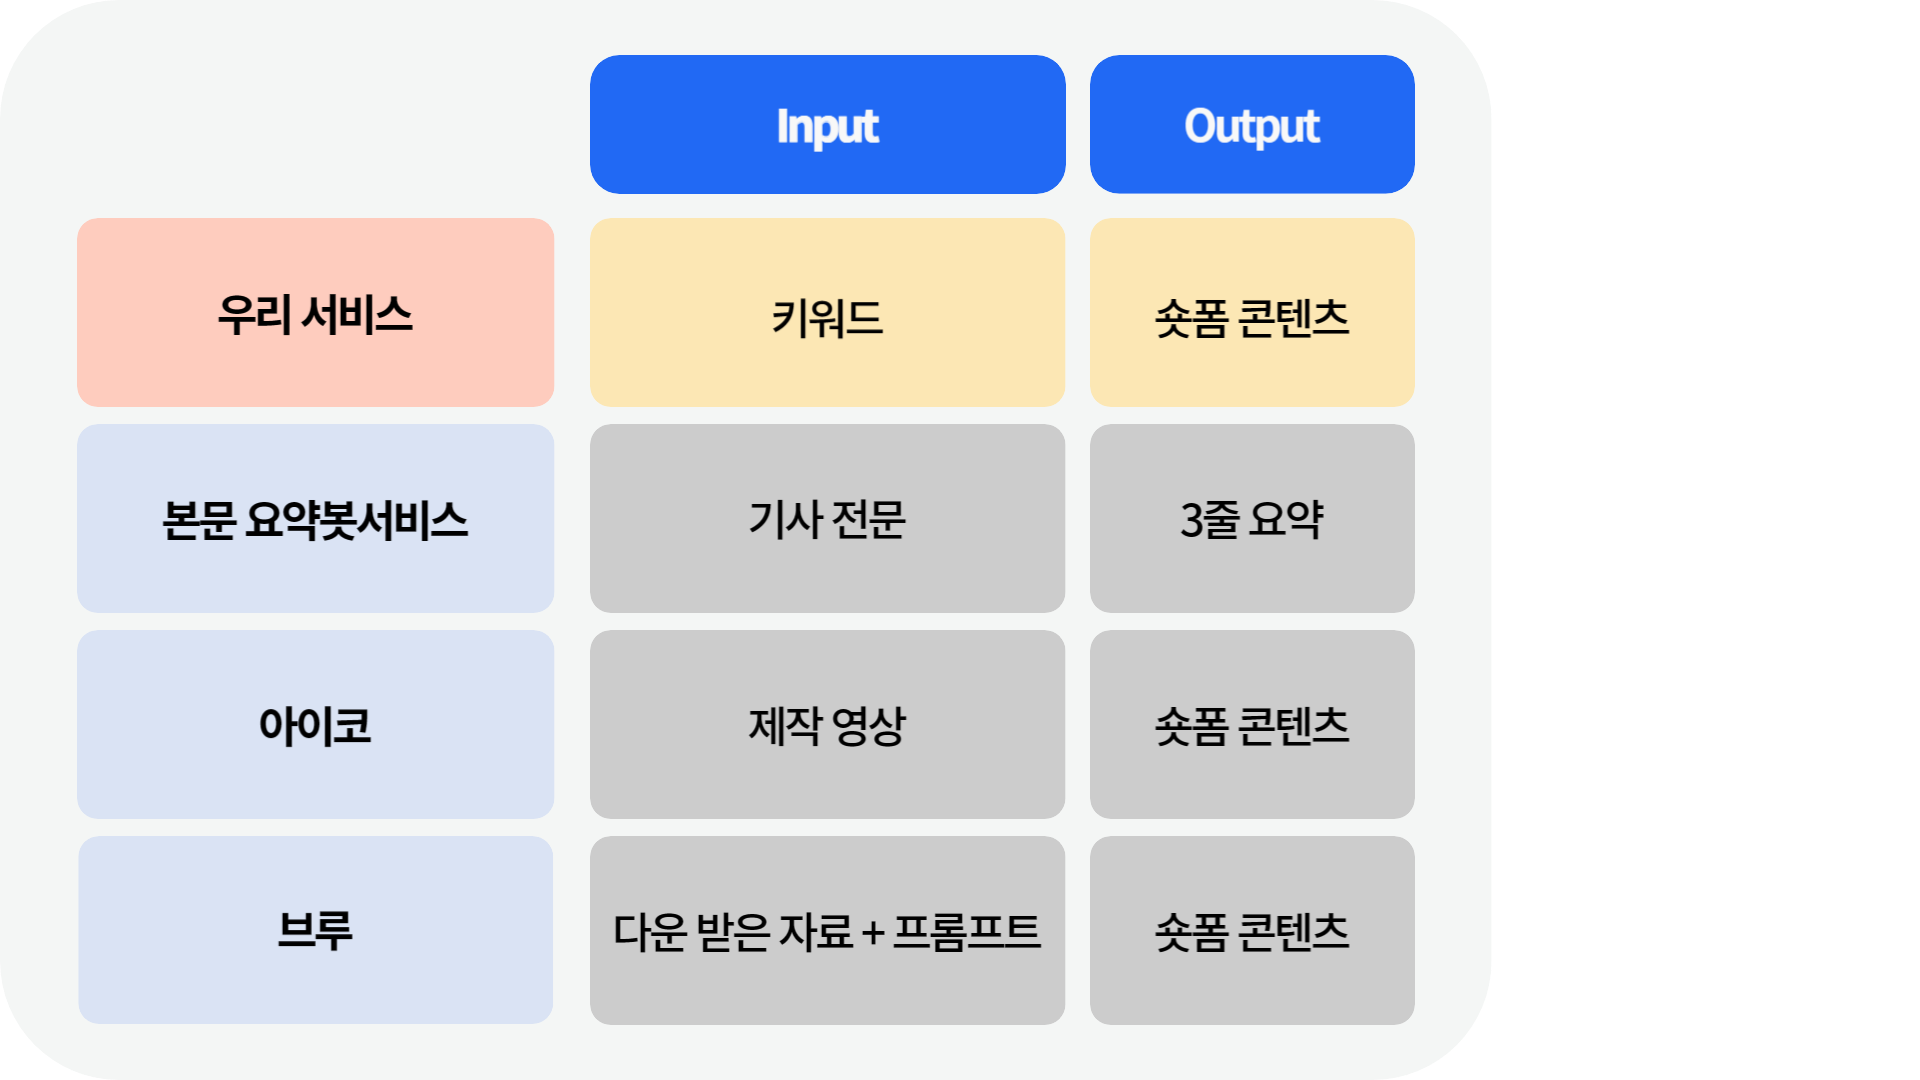 Input
Output
우리 서비스
키워드
숏폼 콘텐츠
본문 요약봇서비스
기사 전문
3줄 요약
아이코
제작 영상
숏폼 콘텐츠
브루
다운 받은 자료 + 프롬프트
숏폼 콘텐츠